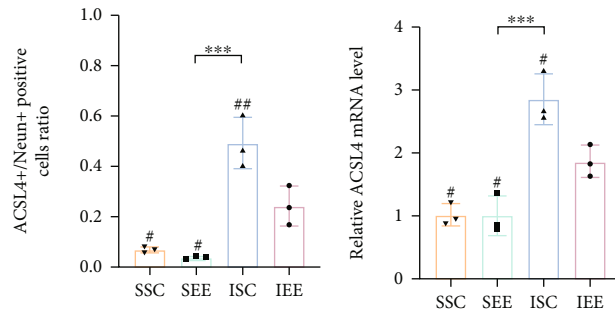 ACSL4+/Neun+ positive
cells ratio
0.0
0.2
0.4
0.6
0.8
1.0
***
#
#
##
SSC
SEE
ISC
IEE
Relative ACSL4 mRNA level
0
1
2
3
4
***
#
#
#
SSC
SEE
ISC
IEE